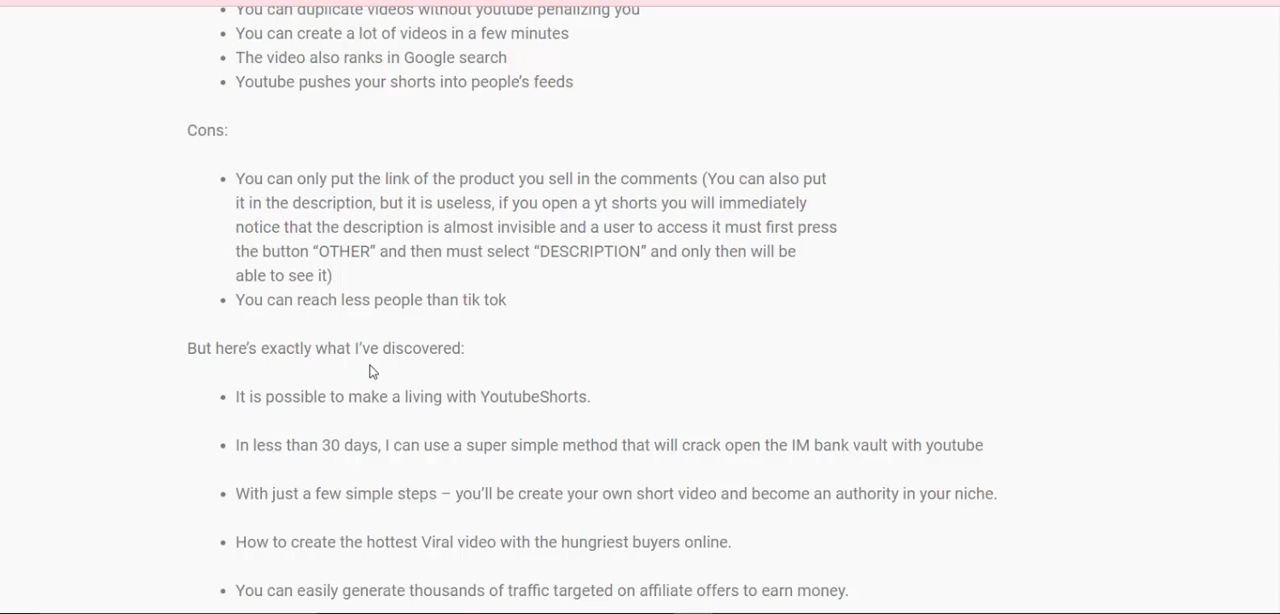 • You can duplicate videos without youtube penalizing you
• You can create a lot of videos in a few minutes
• The video also ranks in Google search
• Youtube pushes your shorts into people’s feeds
Cons:
• You can only put the link of the product you sell in the comments (You can also put
it in the description, but it is useless, if you open a yt shorts you will immediately
notice that the description is almost invisible and a user to access it must first press
the button “OTHER” and then must select “DESCRIPTION” and only then will be
able to see it)
• You can reach less people than tik tok
But here’s exactly what I’ve discovered:
• It is possible to make a living with YoutubeShorts.
• In less than 30 days, I can use a super simple method that will crack open the IM bank vault with youtube
• With just a few simple steps – you’ll be create your own short video and become an authority in your niche.
• How to create the hottest Viral video with the hungriest buyers online.
• You can easily generate thousands of traffic targeted on affiliate offers to earn money.